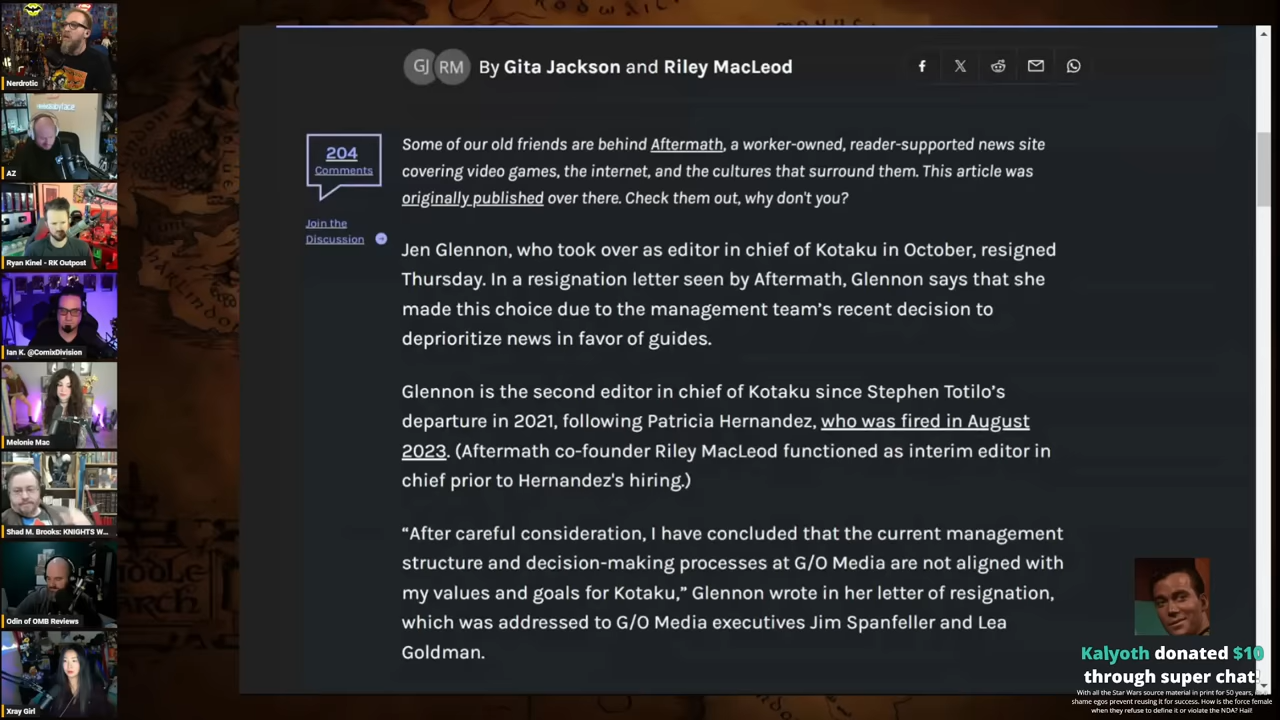 Nerdrotic
AZ
Ryan Kinel - RK Outpost
Ian K. @ComixDivision
Melonie Mac
Shad M. Brooks: KNIGHTS W...
Odin of OMB Reviews
Xray Girl
GJ RM By Gita Jackson and Riley MacLeod
204
Comments
Join the
Discussion
Some of our old friends are behind Aftermath, a worker-owned, reader-supported news site
covering video games, the internet, and the cultures that surround them. This article was
originally published over there. Check them out, why don't you?
Jen Glennon, who took over as editor in chief of Kotaku in October, resigned
Thursday. In a resignation letter seen by Aftermath, Glennon says that she
made this choice due to the management team's recent decision to
deprioritize news in favor of guides.
Glennon is the second editor in chief of Kotaku since Stephen Totilo's
departure in 2021, following Patricia Hernandez, who was fired in August
2023. (Aftermath co-founder Riley MacLeod functioned as interim editor in
chief prior to Hernandez's hiring.)
“After careful consideration, I have concluded that the current management
structure and decision-making processes at G/O Media are not aligned with
my values and goals for Kotaku,” Glennon wrote in her letter of resignation,
which was addressed to G/O Media executives Jim Spanfeller and Lea
Goldman.
Kalyoth donated $10
through super chat!
With all the Star Wars source material in print for 50 years,
shame egos prevent reusing it for success. How is the force female
when they refuse to define it or violate the NDA? Hail!